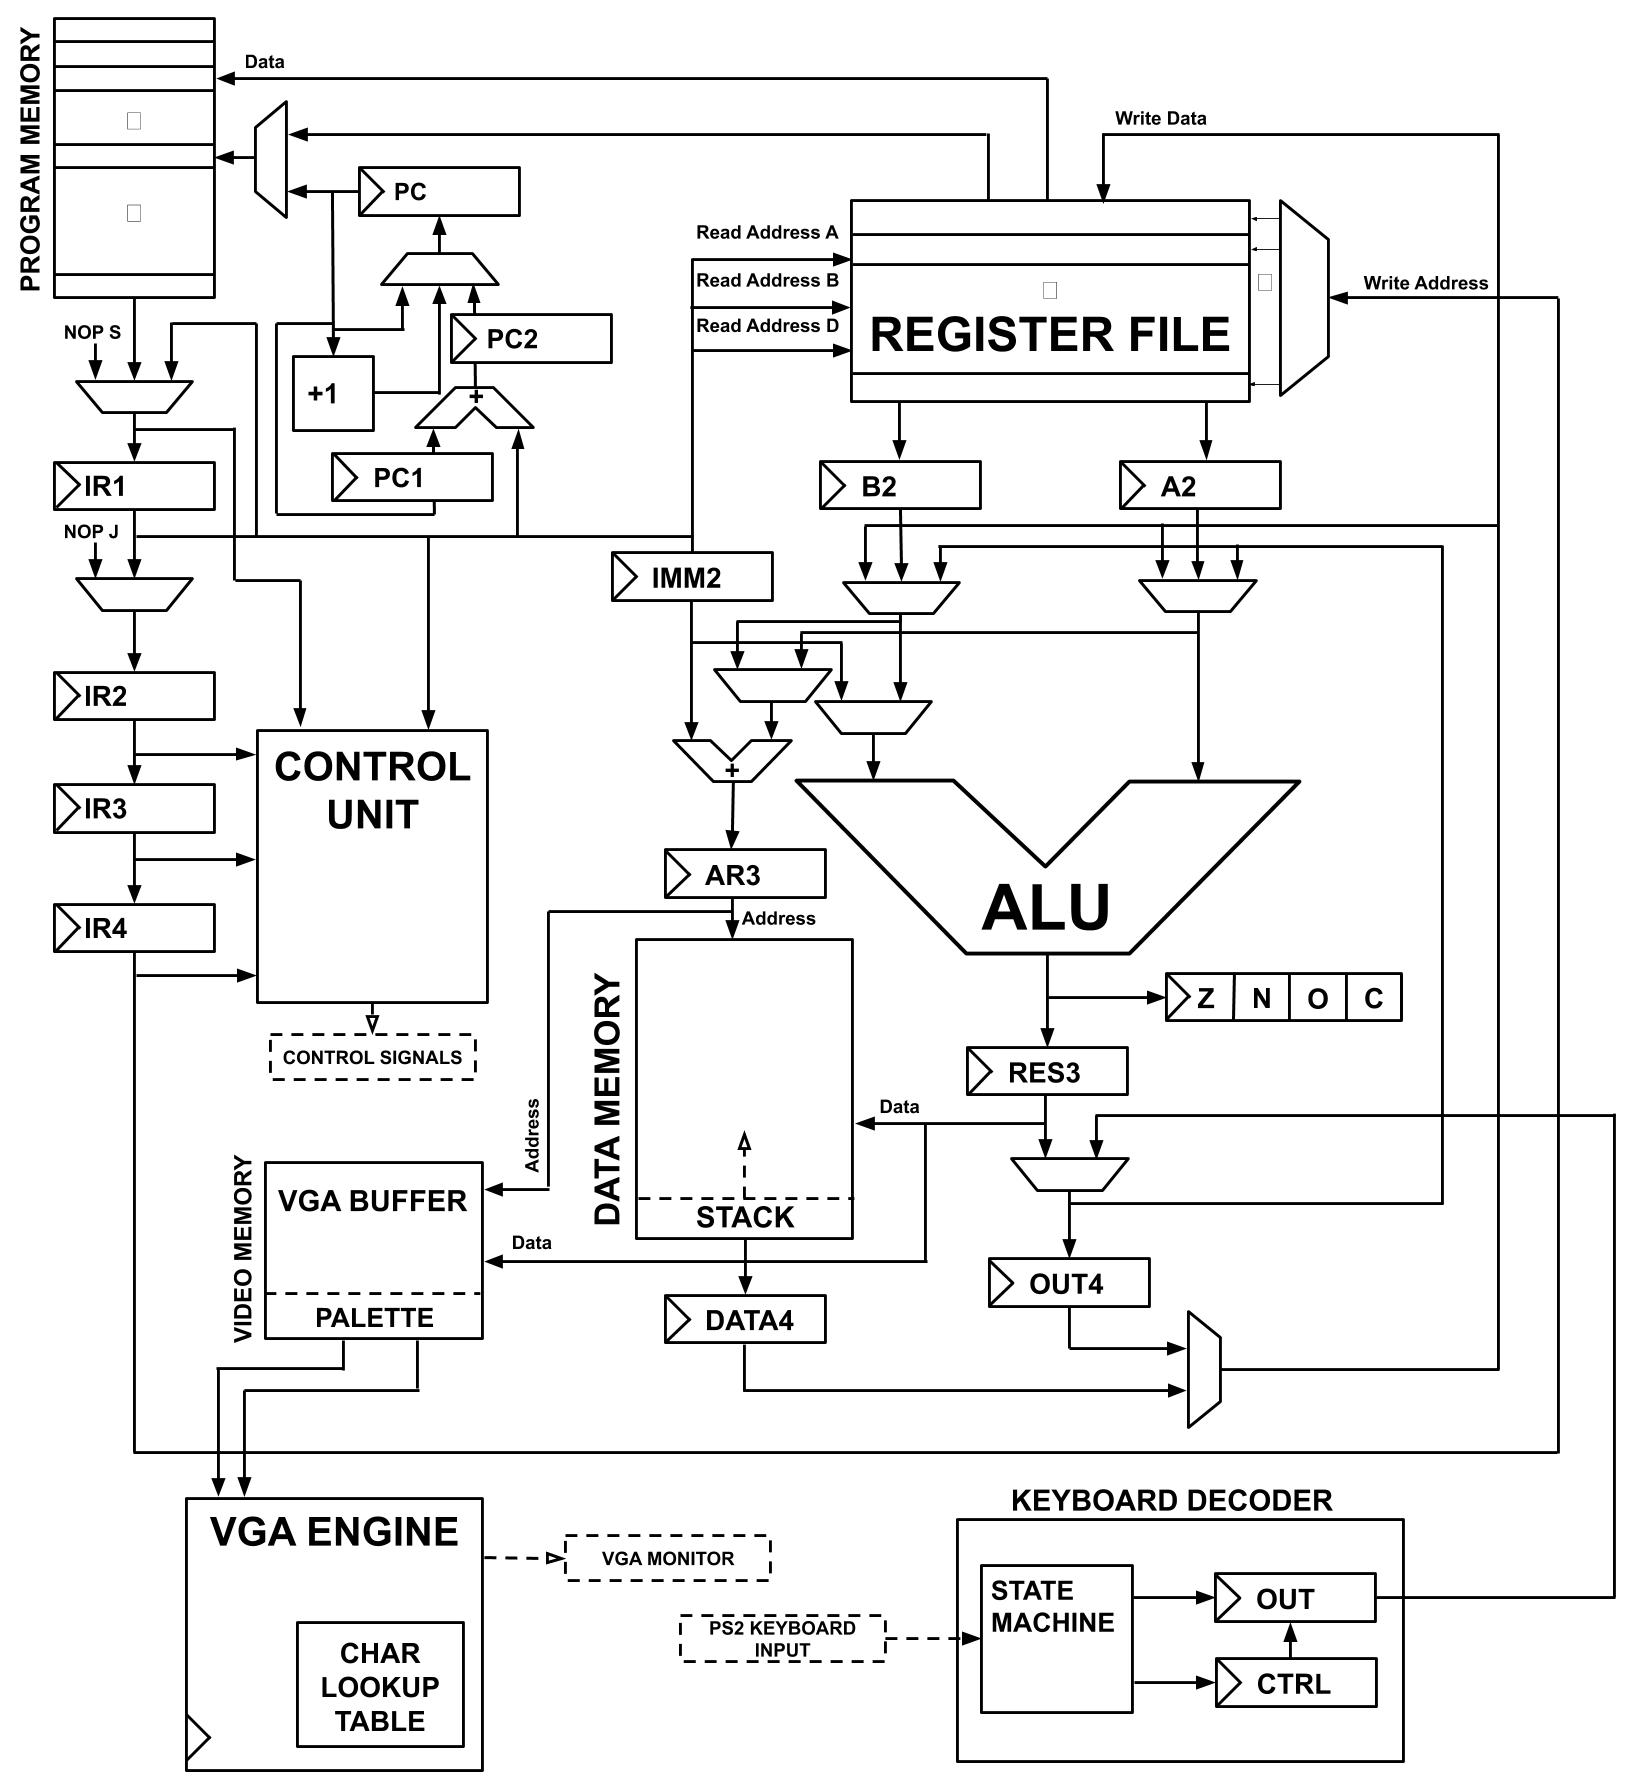 PROGRAM MEMORY
Data
Write Data
PC
Read Address A
Read Address B
Read Address D
Write Address
REGISTER FILE
NOP S
PC2
+1
+
PC1
IR1
B2
A2
NOP J
IMM2
IR2
CONTROL
UNIT
+
IR3
AR3
ALU
IR4
Address
Z
N
O
C
CONTROL SIGNALS
DATA MEMORY
RES3
Data
Address
VIDEO MEMORY
VGA BUFFER
STACK
Data
OUT4
PALETTE
DATA4
VGA ENGINE
VGA MONITOR
KEYBOARD DECODER
STATE
MACHINE
OUT
PS2 KEYBOARD
INPUT
CTRL
CHAR
LOOKUP
TABLE